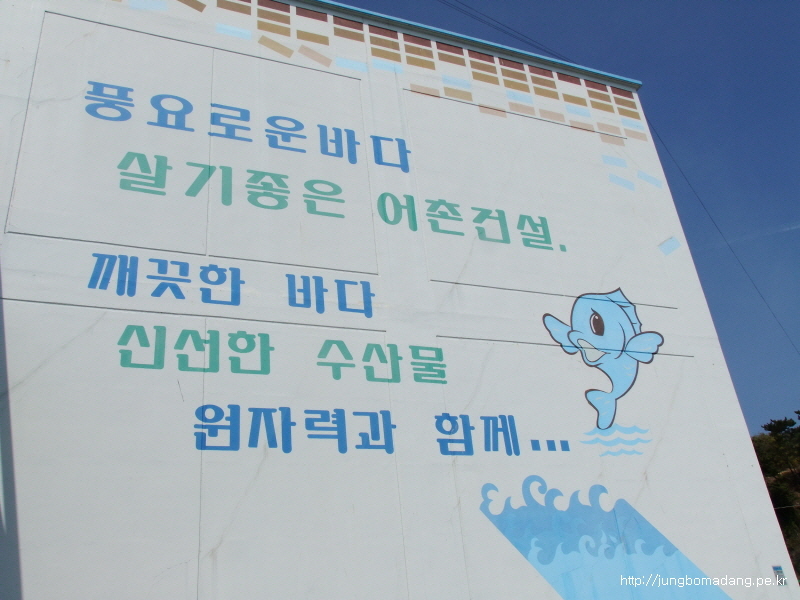 풍요로운바다
살기좋은 어촌건설.
깨끗한 바다
신선한 수산물
원자력과 함께...
http://jungbomadang.pe.kr